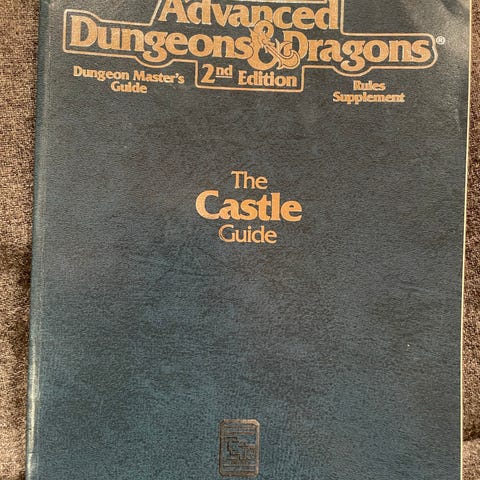 Advanced
Dungeons & Dragons®
2nd Edition
Dungeon Master's
Guide
Rules
Supplement
The
Castle
Guide